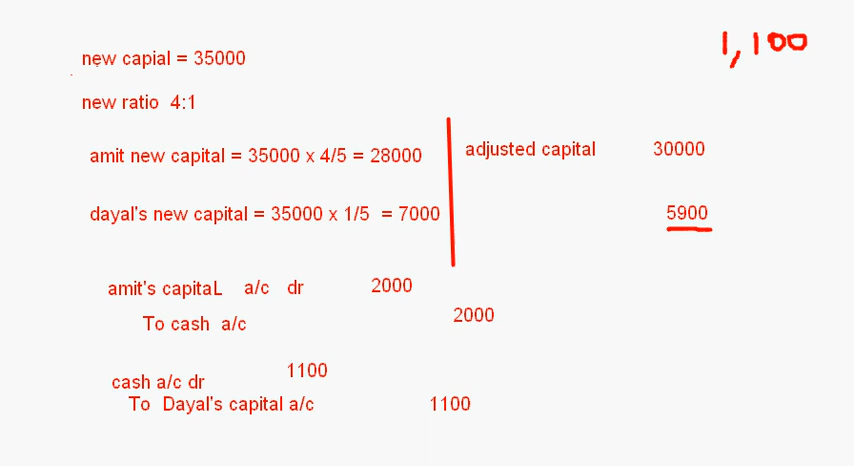 1,100
new capial = 35000
new ratio 4:1
amit new capital = 35000 x 4/5 = 28000 adjusted capital 30000
dayal's new capital = 35000 x 1/5 = 7000 5900
amit's capitaL a/c dr 2000
To cash a/c 2000
cash a/c dr 1100
To Dayal's capital a/c 1100